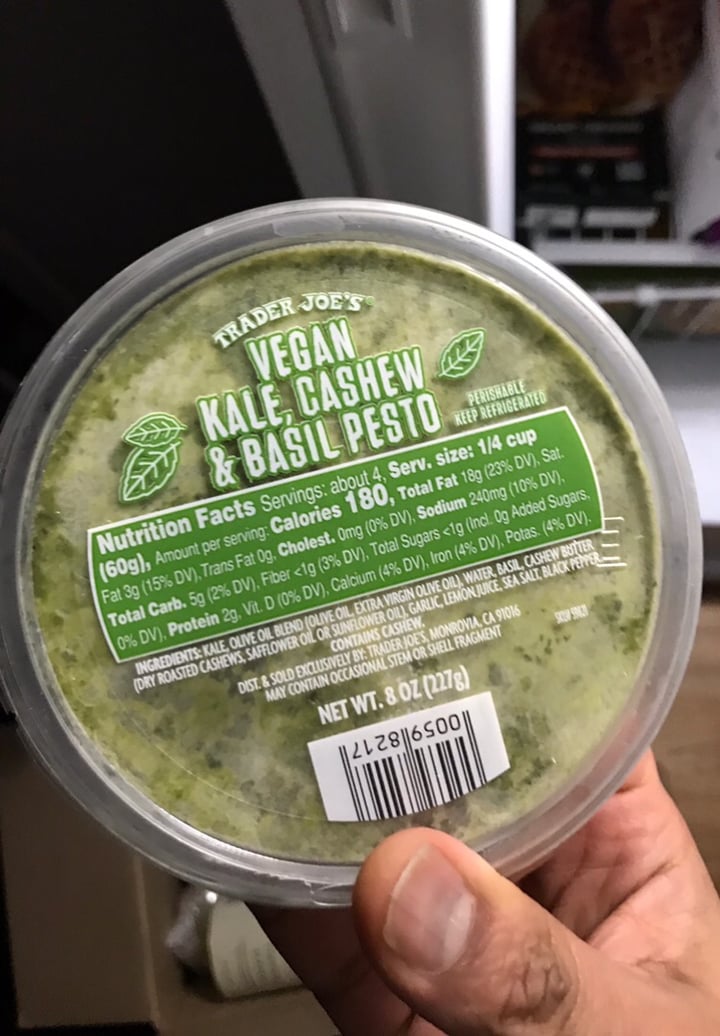 TRADER JOE'S®
VEGAN
KALE, CASHEW
& BASIL PESTO
PERISHABLE
KEEP REFRIGERATED
Nutrition Facts Servings: about 4, Serv. size: 1/4 cup
(60g), Amount per serving: Calories 180, Total Fat 18g (23% DV), Sat.
Fat 3g (15% DV), Trans Fat 0g, Cholest. 0mg (0% DV), Sodium 240mg (10% DV),
Total Carb. 5g (2% DV), Fiber <1g (3% DV), Total Sugars <1g (Incl. 0g Added Sugars,
0% DV), Protein 2g, Vit. D (0% DV), Calcium (4% DV), Iron (4% DV), Potas. (4% DV).
INGREDIENTS: KALE, OLIVE OIL BLEND (OLIVE OIL, EXTRA VIRGIN OLIVE OIL), WATER, BASIL, CASHEW BUTTER
(DRY ROASTED CASHEWS, SAFFLOWER OIL OR SUNFLOWER OIL), GARLIC, LEMON JUICE, SEA SALT, BLACK PEPPER.
CONTAINS CASHEW.
DIST. & SOLD EXCLUSIVELY BY: TRADER JOE'S, MONROVIA, CA 91016
MAY CONTAIN OCCASIONAL STEM OR SHELL FRAGMENT
NET WT. 8 OZ (227g)
0059 8217